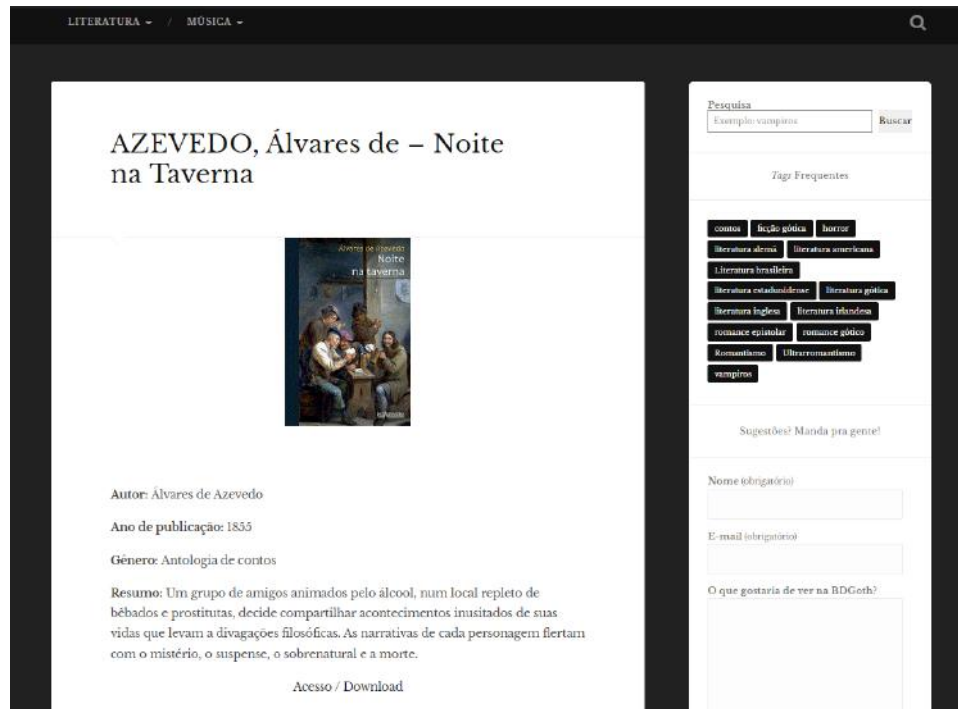 LITERATURA / MÚSICA
AZEVEDO, Álvares de – Noite
na Taverna
Álvares de Azevedo
Noite
na taverna
Autor: Álvares de Azevedo
Ano de publicação: 1855
Gênero: Antologia de contos
Resumo: Um grupo de amigos animados pelo álcool, num local repleto de
bêbados e prostitutas, decide compartilhar acontecimentos inusitados de suas
vidas que levam a divagações filosóficas. As narrativas de cada personagem flertam
com o mistério, o suspense, o sobrenatural e a morte.
Acesso / Download
Pesquisa
Exemplo: vampiros Buscar
Tags Frequentes
contos ficção gótica horror
literatura alemã literatura americana
Literatura brasileira
literatura estadunidense literatura gótica
literatura inglesa literatura irlandesa
romance epistolar romance gótico
Romantismo Ultrarromantismo
vampiros
Sugestões? Manda pra gente!
Nome (obrigatório)
E-mail (obrigatório)
O que gostaria de ver na BDGoth?